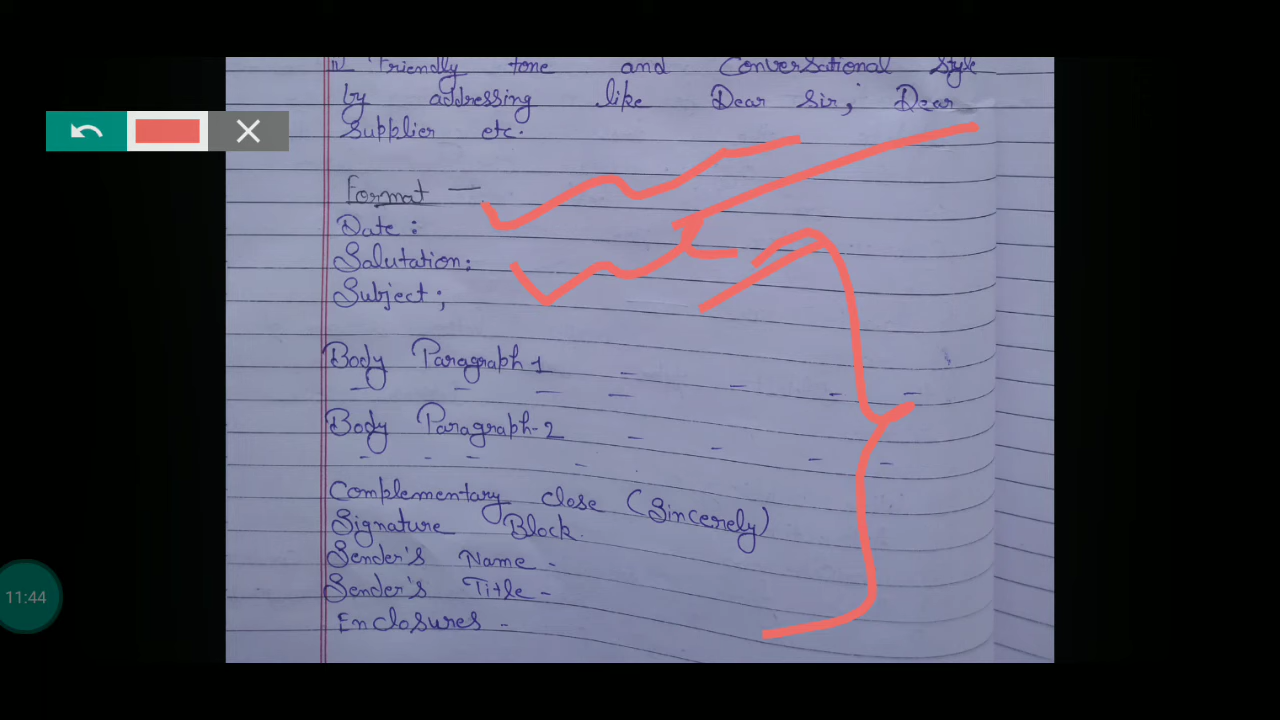 11) Friendly tone and Conversational style
by addressing like Dear Sir, Dear
Supplier etc.
Format —
Date :
Salutation;
Subject ;
Body Paragraph-1
Body Paragraph-2
Complementary close (Sincerely)
Signature Block.
Sender's Name -
Sender's Title -
Enclosures -
11:44